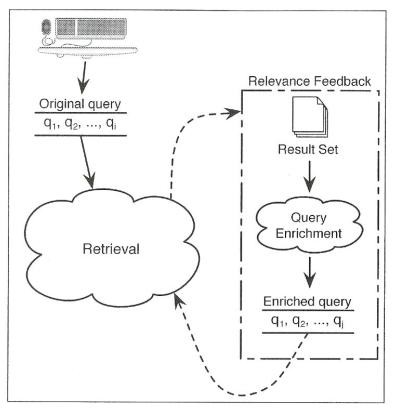 Original query
q1, q2, ..., qi
Retrieval
Relevance Feedback
Result Set
Query
Enrichment
Enriched query
q1, q2, ..., qj